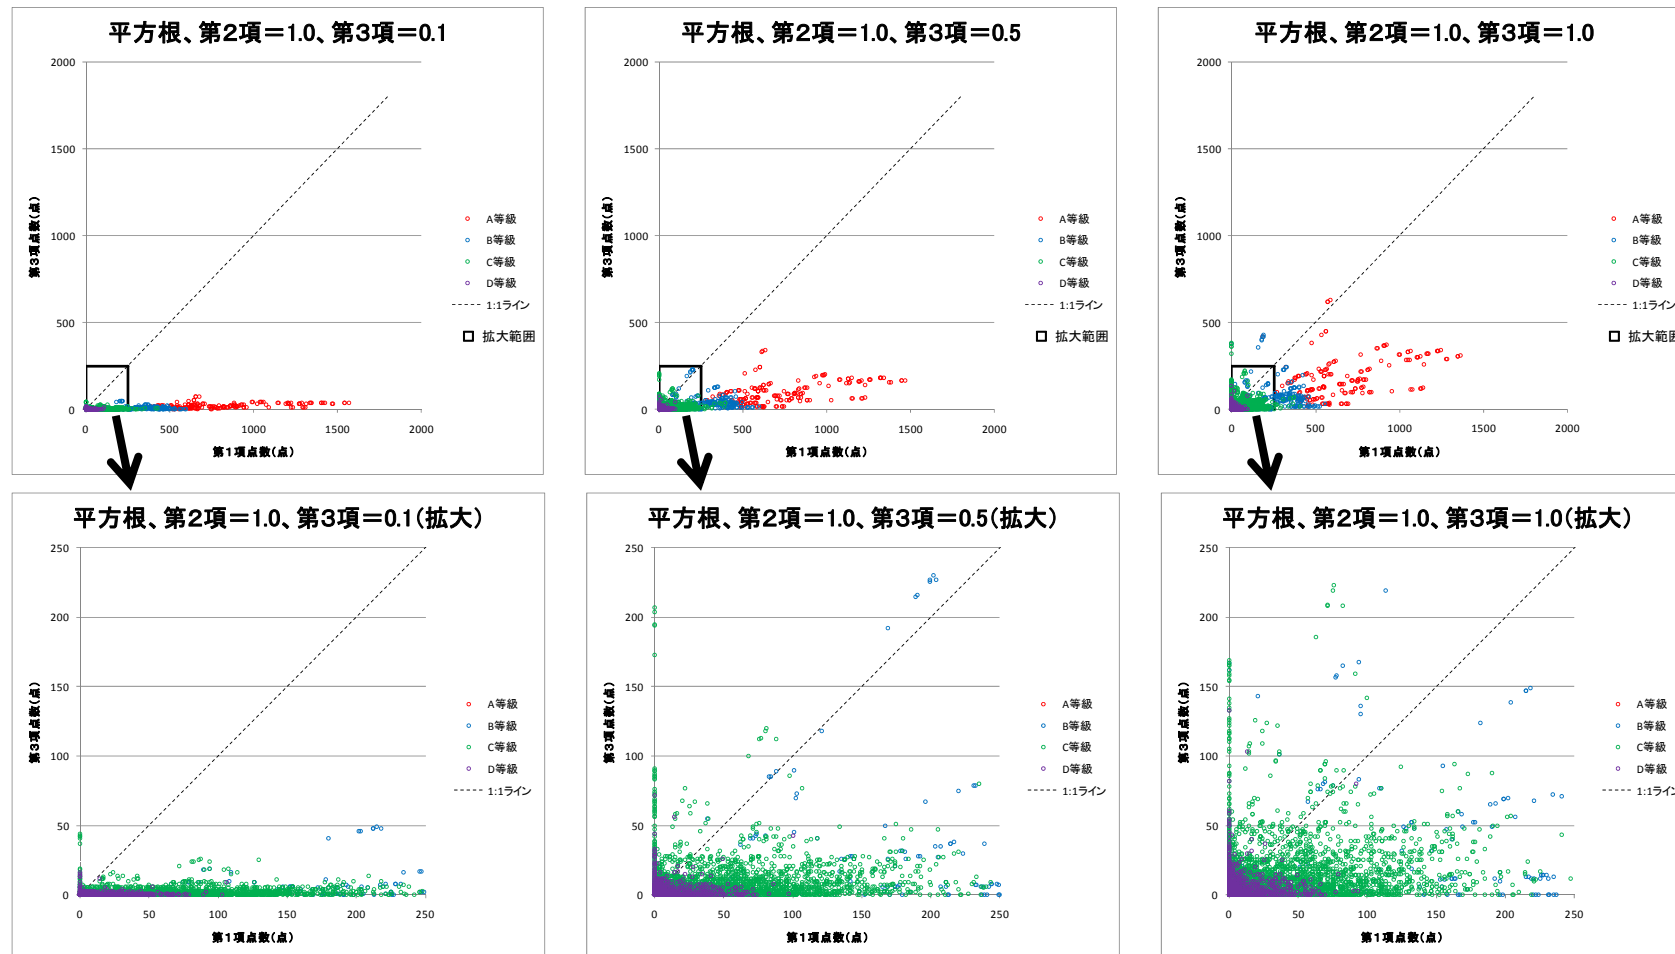 平方根、第2項＝1.0、第3項＝0.1
2000
1500
1000
500
0
0 500 1000 1500 2000
第3項点数(点)
第1項点数(点)
A等級
B等級
C等級
D等級
1:1ライン
拡大範囲
平方根、第2項＝1.0、第3項＝0.5
2000
1500
1000
500
0
0 500 1000 1500 2000
第3項点数(点)
第1項点数(点)
A等級
B等級
C等級
D等級
1:1ライン
拡大範囲
平方根、第2項＝1.0、第3項＝1.0
2000
1500
1000
500
0
0 500 1000 1500 2000
第3項点数(点)
第1項点数(点)
A等級
B等級
C等級
D等級
1:1ライン
拡大範囲
平方根、第2項＝1.0、第3項＝0.1(拡大)
250
200
150
100
50
0
0 50 100 150 200 250
第3項点数(点)
第1項点数(点)
A等級
B等級
C等級
D等級
1:1ライン
平方根、第2項＝1.0、第3項＝0.5(拡大)
250
200
150
100
50
0
0 50 100 150 200 250
第3項点数(点)
第1項点数(点)
A等級
B等級
C等級
D等級
1:1ライン
平方根、第2項＝1.0、第3項＝1.0(拡大)
250
200
150
100
50
0
0 50 100 150 200 250
第3項点数(点)
第1項点数(点)
A等級
B等級
C等級
D等級
1:1ライン